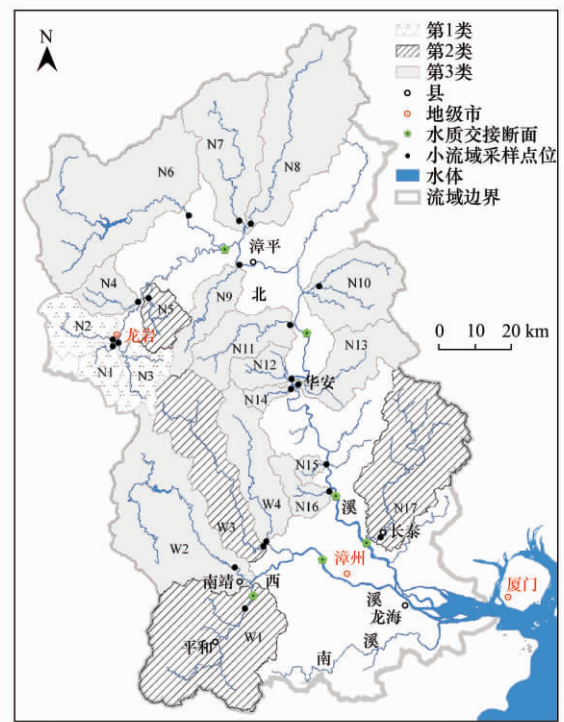 N
第1类
第2类
第3类
县
地级市
水质交接断面
小流域采样点位
水体
流域边界
N7
N8
N6
漳平
N4
N5
N9
北
N10
N2
龙岩
0 10 20 km
N11
N13
N12
N1
N3
华安
N14
N15
N16
溪
N17
W4
W3
长泰
W2
漳州
南靖
西
厦门
溪
龙海
W1
平和
南
溪